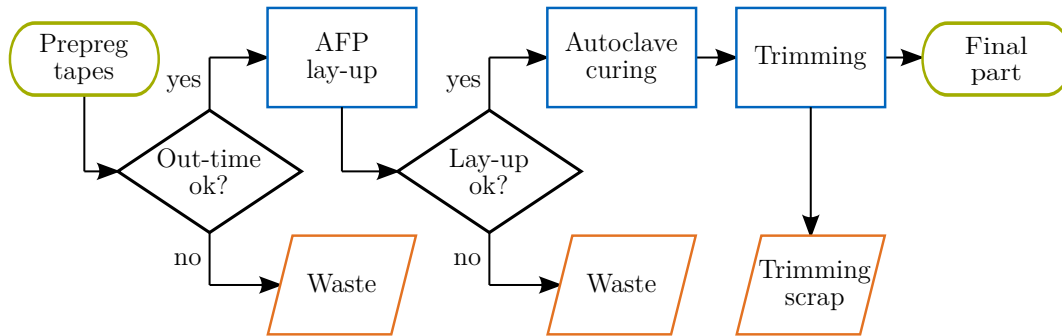 Prepreg
tapes
Out-time
ok?
yes
no
AFP
lay-up
Waste
Lay-up
ok?
yes
no
Autoclave
curing
Waste
Trimming
Trimming
scrap
Final
part